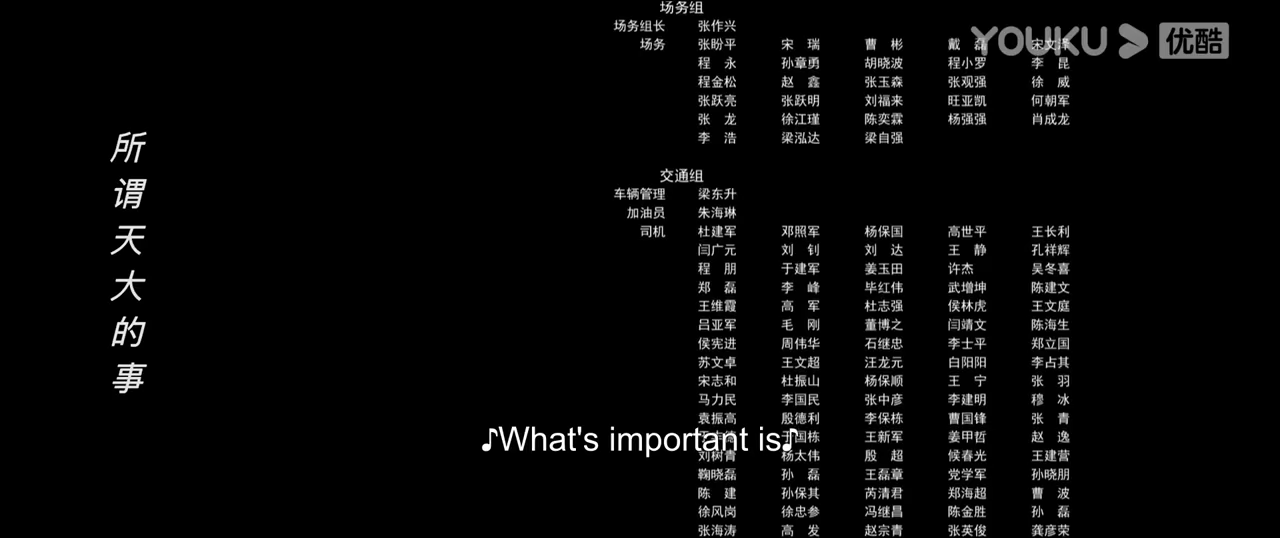 场务组
场务组长 张作兴
场务 张盼平 宋 瑞 曹 彬 戴 磊 宋文泽
程 永 孙章勇 胡晓波 程小罗 李 昆
程金松 赵 鑫 张玉森 张观强 徐 威
张跃亮 张跃明 刘福来 旺亚凯 何朝军
张 龙 徐江瑾 陈奕霖 杨强强 肖成龙
李 浩 梁泓达 梁自强
YOUKU 优酷
所谓天大的事
交通组
车辆管理 梁东升
加油员 朱海琳
司机 杜建军 邓照军 杨保国 高世平 王长利
闫广元 刘 钊 刘 达 王 静 孔祥辉
程 朋 于建军 姜玉田 许杰 吴冬喜
郑 磊 李 峰 毕红伟 武增坤 陈建文
王维霞 高 军 杜志强 侯林虎 王文庭
吕亚军 毛 刚 董博之 闫靖文 陈海生
侯宪进 周伟华 石继忠 李士平 郑立国
苏文卓 王文超 汪龙元 白阳阳 李占其
宋志和 杜振山 杨保顺 王 宁 张 羽
马力民 李国民 张中彦 李建明 穆 冰
袁振高 殷德利 李保栋 曹国锋 张 青
国栋 王新军 姜甲哲 赵 逸
♪What's important is♪
刘树青 杨太伟 殷 超 候春光 王建营
鞠晓磊 孙 磊 王磊章 党学军 孙晓朋
陈 建 孙保其 芮清君 郑海超 曹 波
徐风岗 徐忠参 冯继昌 陈金胜 孙 磊
张海涛 高 发 赵宗青 张英俊 龚彦荣